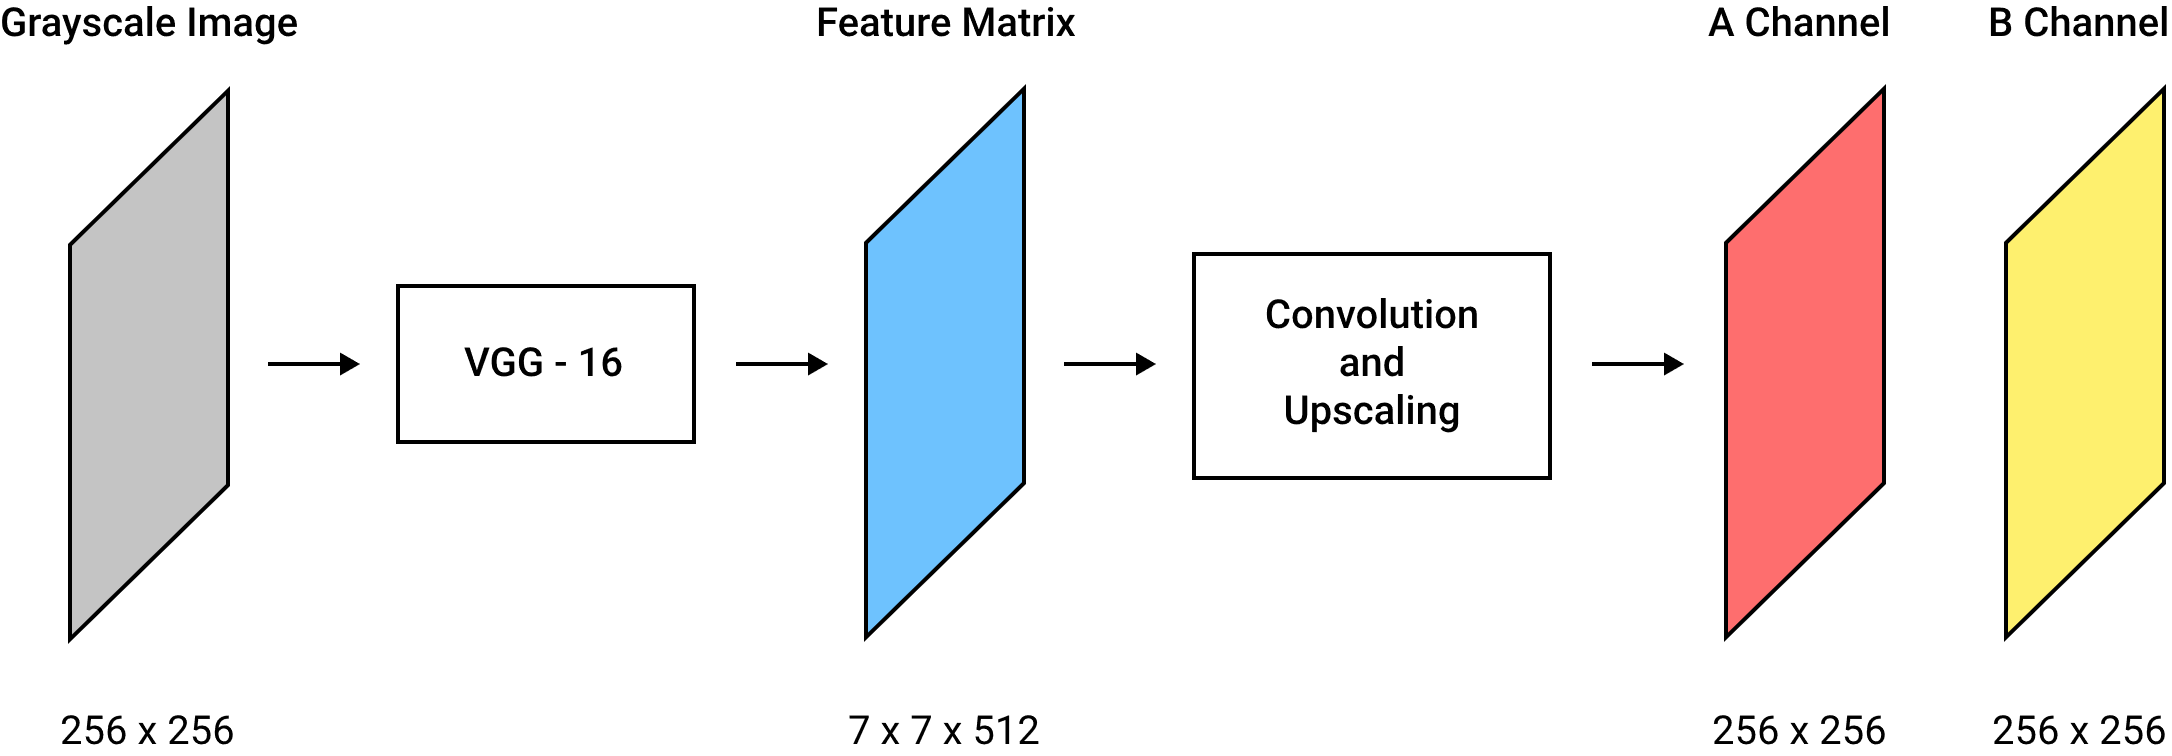 Grayscale Image
Feature Matrix
A Channel
B Channel
VGG - 16
Convolution
and
Upscaling
256 x 256
7 x 7 x 512
256 x 256
256 x 256